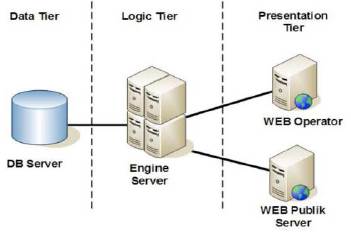 Data Tier
Logic Tier
Presentation
Tier
WEB Operator
DB Server
Engine
Server
WEB Publik
Server